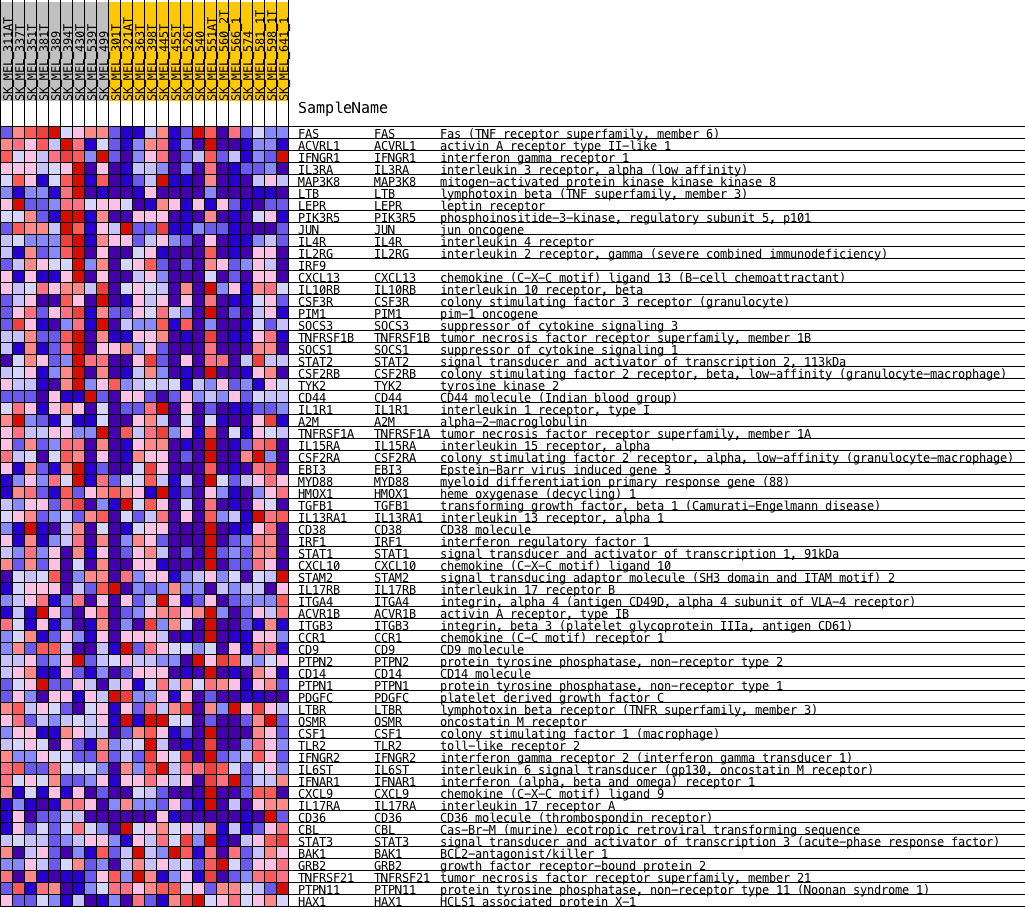 SK_MEL_311AT
SK_MEL_337T
SK_MEL_351T
SK_MEL_381T
SK_MEL_389
SK_MEL_394T
SK_MEL_430T
SK_MEL_539T
SK_MEL_499
SK_MEL_301T
SK_MEL_321AT
SK_MEL_363T
SK_MEL_398T
SK_MEL_445T
SK_MEL_455T
SK_MEL_526T
SK_MEL_540
SK_MEL_551AT
SK_MEL_560_2T
SK_MEL_566_1
SK_MEL_574
SK_MEL_581_1T
SK_MEL_598_1T
SK_MEL_641_1
SampleName
FAS FAS Fas (TNF receptor superfamily, member 6)
ACVRL1 ACVRL1 activin A receptor type II-like 1
IFNGR1 IFNGR1 interferon gamma receptor 1
IL3RA IL3RA interleukin 3 receptor, alpha (low affinity)
MAP3K8 MAP3K8 mitogen-activated protein kinase kinase kinase 8
LTB LTB lymphotoxin beta (TNF superfamily, member 3)
LEPR LEPR leptin receptor
PIK3R5 PIK3R5 phosphoinositide-3-kinase, regulatory subunit 5, p101
JUN JUN jun oncogene
IL4R IL4R interleukin 4 receptor
IL2RG IL2RG interleukin 2 receptor, gamma (severe combined immunodeficiency)
IRF9
CXCL13 CXCL13 chemokine (C-X-C motif) ligand 13 (B-cell chemoattractant)
IL10RB IL10RB interleukin 10 receptor, beta
CSF3R CSF3R colony stimulating factor 3 receptor (granulocyte)
PIM1 PIM1 pim-1 oncogene
SOCS3 SOCS3 suppressor of cytokine signaling 3
TNFRSF1B TNFRSF1B tumor necrosis factor receptor superfamily, member 1B
SOCS1 SOCS1 suppressor of cytokine signaling 1
STAT2 STAT2 signal transducer and activator of transcription 2, 113kDa
CSF2RB CSF2RB colony stimulating factor 2 receptor, beta, low-affinity (granulocyte-macrophage)
TYK2 TYK2 tyrosine kinase 2
CD44 CD44 CD44 molecule (Indian blood group)
IL1R1 IL1R1 interleukin 1 receptor, type I
A2M A2M alpha-2-macroglobulin
TNFRSF1A TNFRSF1A tumor necrosis factor receptor superfamily, member 1A
IL15RA IL15RA interleukin 15 receptor, alpha
CSF2RA CSF2RA colony stimulating factor 2 receptor, alpha, low-affinity (granulocyte-macrophage)
EBI3 EBI3 Epstein-Barr virus induced gene 3
MYD88 MYD88 myeloid differentiation primary response gene (88)
HMOX1 HMOX1 heme oxygenase (decycling) 1
TGFB1 TGFB1 transforming growth factor, beta 1 (Camurati-Engelmann disease)
IL13RA1 IL13RA1 interleukin 13 receptor, alpha 1
CD38 CD38 CD38 molecule
IRF1 IRF1 interferon regulatory factor 1
STAT1 STAT1 signal transducer and activator of transcription 1, 91kDa
CXCL10 CXCL10 chemokine (C-X-C motif) ligand 10
STAM2 STAM2 signal transducing adaptor molecule (SH3 domain and ITAM motif) 2
IL17RB IL17RB interleukin 17 receptor B
ITGA4 ITGA4 integrin, alpha 4 (antigen CD49D, alpha 4 subunit of VLA-4 receptor)
ACVR1B ACVR1B activin A receptor, type IB
ITGB3 ITGB3 integrin, beta 3 (platelet glycoprotein IIIa, antigen CD61)
CCR1 CCR1 chemokine (C-C motif) receptor 1
CD9 CD9 CD9 molecule
PTPN2 PTPN2 protein tyrosine phosphatase, non-receptor type 2
CD14 CD14 CD14 molecule
PTPN1 PTPN1 protein tyrosine phosphatase, non-receptor type 1
PDGFC PDGFC platelet derived growth factor C
LTBR LTBR lymphotoxin beta receptor (TNFR superfamily, member 3)
OSMR OSMR oncostatin M receptor
CSF1 CSF1 colony stimulating factor 1 (macrophage)
TLR2 TLR2 toll-like receptor 2
IFNGR2 IFNGR2 interferon gamma receptor 2 (interferon gamma transducer 1)
IL6ST IL6ST interleukin 6 signal transducer (gp130, oncostatin M receptor)
IFNAR1 IFNAR1 interferon (alpha, beta and omega) receptor 1
CXCL9 CXCL9 chemokine (C-X-C motif) ligand 9
IL17RA IL17RA interleukin 17 receptor A
CD36 CD36 CD36 molecule (thrombospondin receptor)
CBL CBL Cas-Br-M (murine) ecotropic retroviral transforming sequence
STAT3 STAT3 signal transducer and activator of transcription 3 (acute-phase response factor)
BAK1 BAK1 BCL2-antagonist/killer 1
GRB2 GRB2 growth factor receptor-bound protein 2
TNFRSF21 TNFRSF21 tumor necrosis factor receptor superfamily, member 21
PTPN11 PTPN11 protein tyrosine phosphatase, non-receptor type 11 (Noonan syndrome 1)
HAX1 HAX1 HCLS1 associated protein X-1